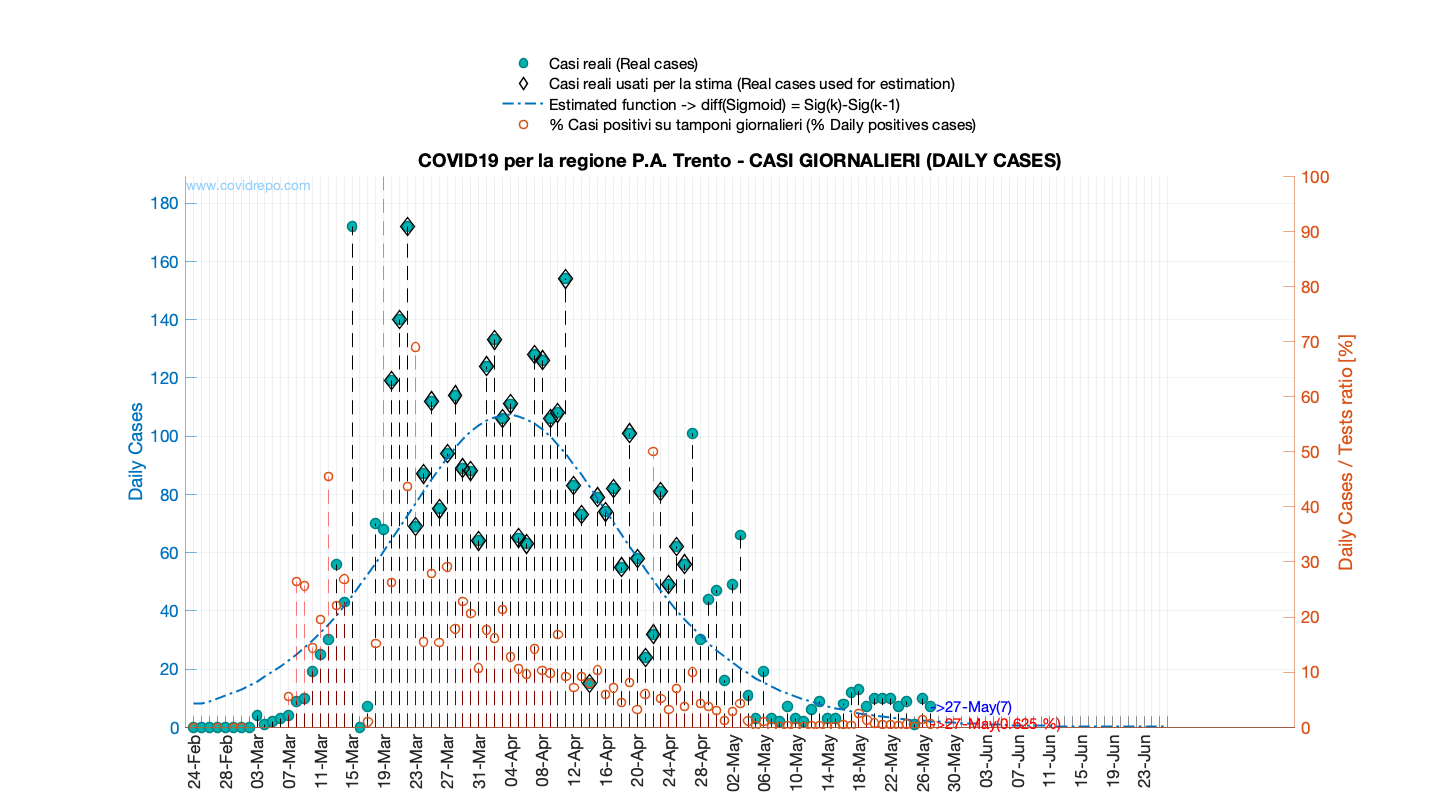 Casi reali (Real cases)
Casi reali usati per la stima (Real cases used for estimation)
Estimated function -> diff(Sigmoid) = Sig(k)-Sig(k-1)
% Casi positivi su tamponi giornalieri (% Daily positives cases)
COVID19 per la regione P.A. Trento - CASI GIORNALIERI (DAILY CASES)
www.covidrepo.com
Daily Cases
180
160
140
120
100
80
60
40
20
0
100
90
80
70
60
50
40
30
20
10
0
Daily Cases / Tests ratio [%]
->27-May(7)
->27-May(0.625 %)
24-Feb
28-Feb
03-Mar
07-Mar
11-Mar
15-Mar
19-Mar
23-Mar
27-Mar
31-Mar
04-Apr
08-Apr
12-Apr
16-Apr
20-Apr
24-Apr
28-Apr
02-May
06-May
10-May
14-May
18-May
22-May
26-May
30-May
03-Jun
07-Jun
11-Jun
15-Jun
19-Jun
23-Jun